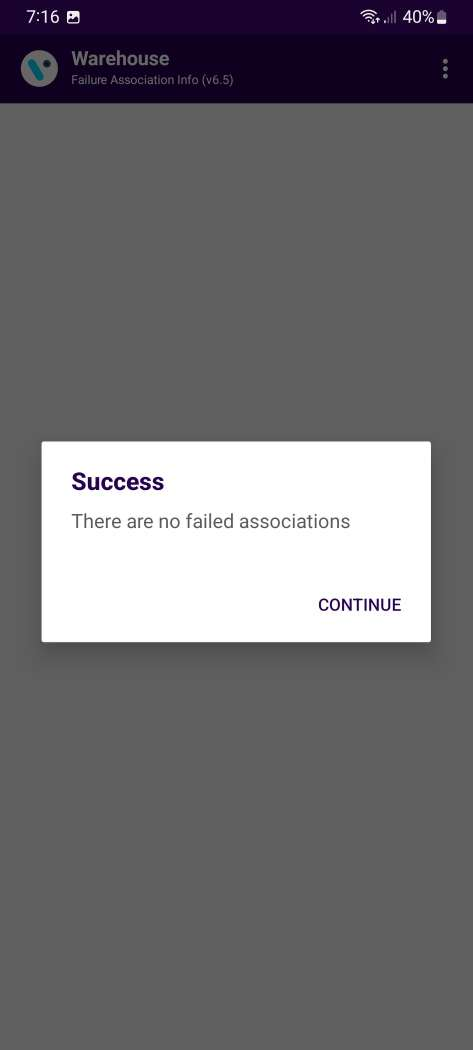 7:16 40%
Warehouse
Failure Association Info (v6.5)
Success
There are no failed associations
CONTINUE